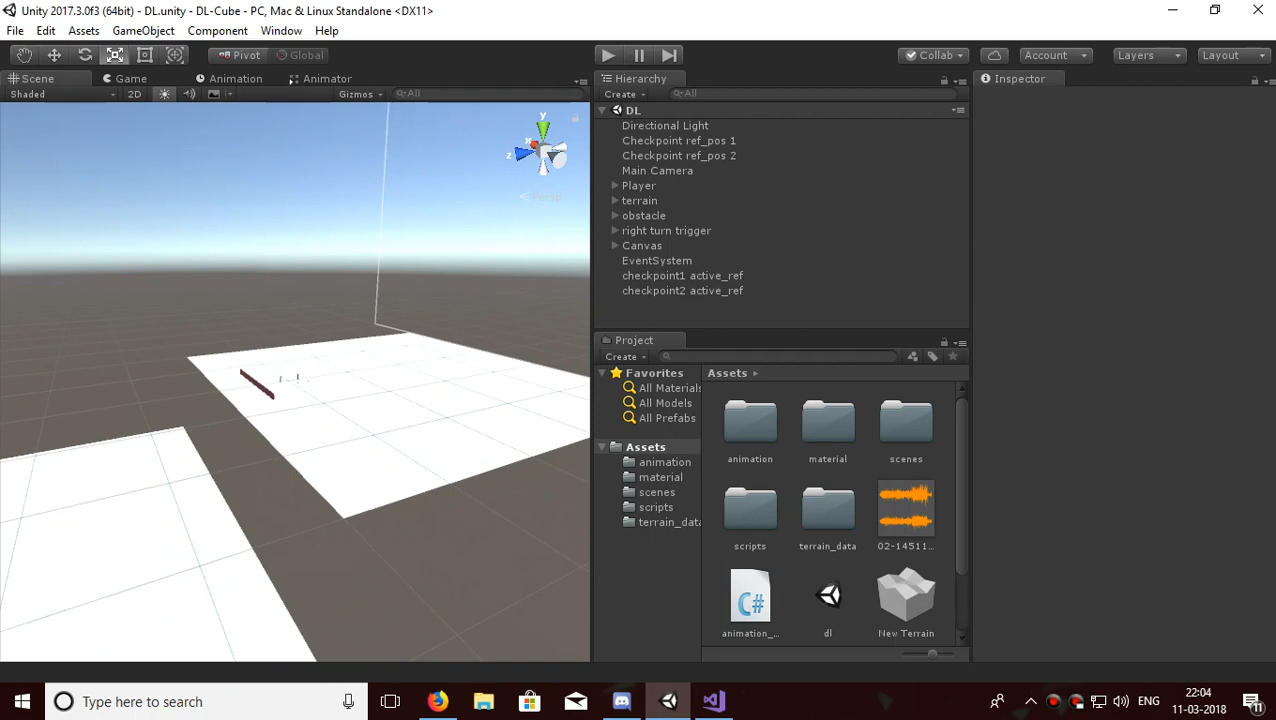 Unity 2017.3.0f3 (64bit) - DL.unity - DL-Cube - PC, Mac & Linux Standalone <DX11>
File Edit Assets GameObject Component Window Help
Pivot Global Collab Account Layers Layout
Scene Game Animation Animator
Shaded 2D Gizmos All
y
x
z
Persp
Hierarchy
Create All
DL
Directional Light
Checkpoint ref_pos 1
Checkpoint ref_pos 2
Main Camera
Player
terrain
obstacle
right turn trigger
Canvas
EventSystem
checkpoint1 active_ref
checkpoint2 active_ref
Project
Create
Favorites
All Materials
All Models
All Prefabs
Assets
animation
material
scenes
scripts
terrain_data
Assets
animation material scenes
scripts terrain_data 02-14511...
C#
animation_... dl New Terrain
Inspector
Type here to search
ENG
22:04
11-03-2018
11